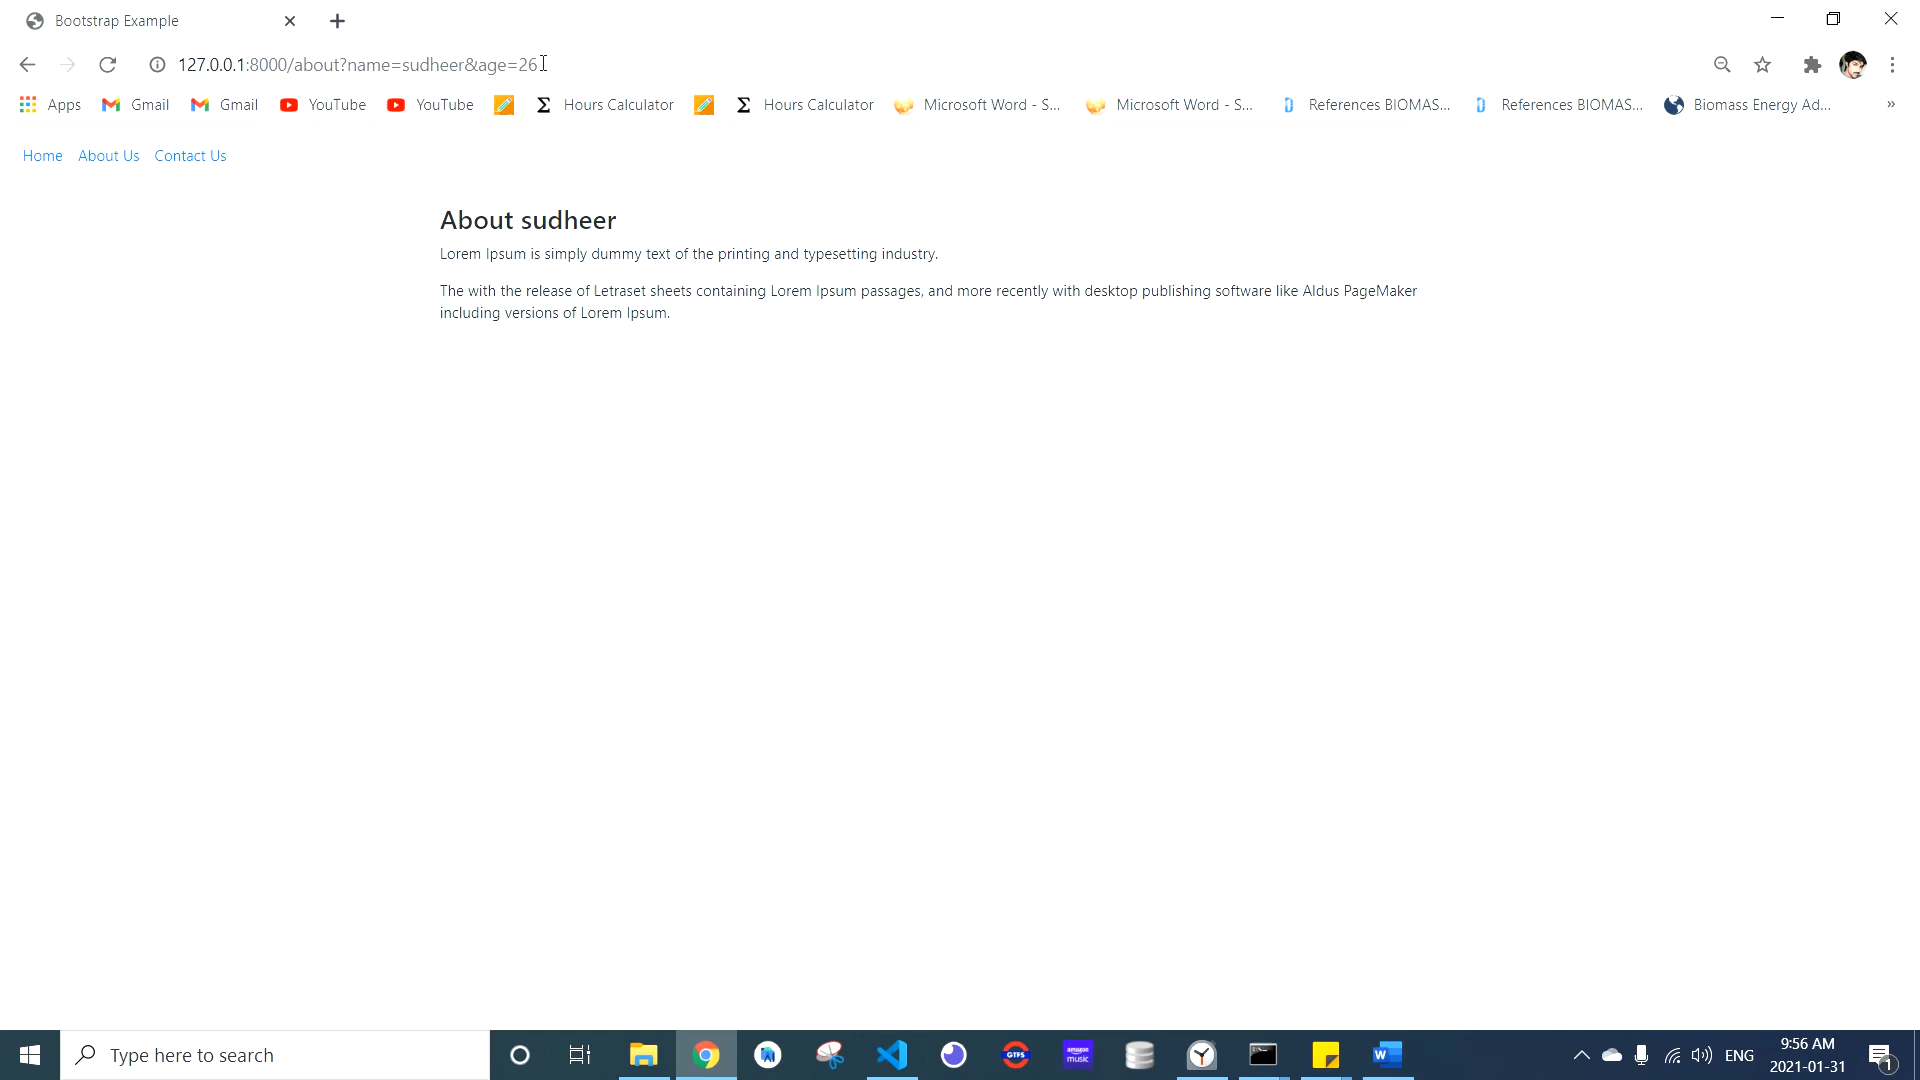 Bootstrap Example
127.0.0.1:8000/about?name=sudheer&age=26
Apps Gmail Gmail YouTube YouTube Hours Calculator Hours Calculator Microsoft Word - S... Microsoft Word - S... References BIOMAS... References BIOMAS... Biomass Energy Ad... »
Home About Us Contact Us
About sudheer
Lorem Ipsum is simply dummy text of the printing and typesetting industry.
The with the release of Letraset sheets containing Lorem Ipsum passages, and more recently with desktop publishing software like Aldus PageMaker
including versions of Lorem Ipsum.
Type here to search
GTFS
amazon
music
W
ENG
9:56 AM
2021-01-31
1